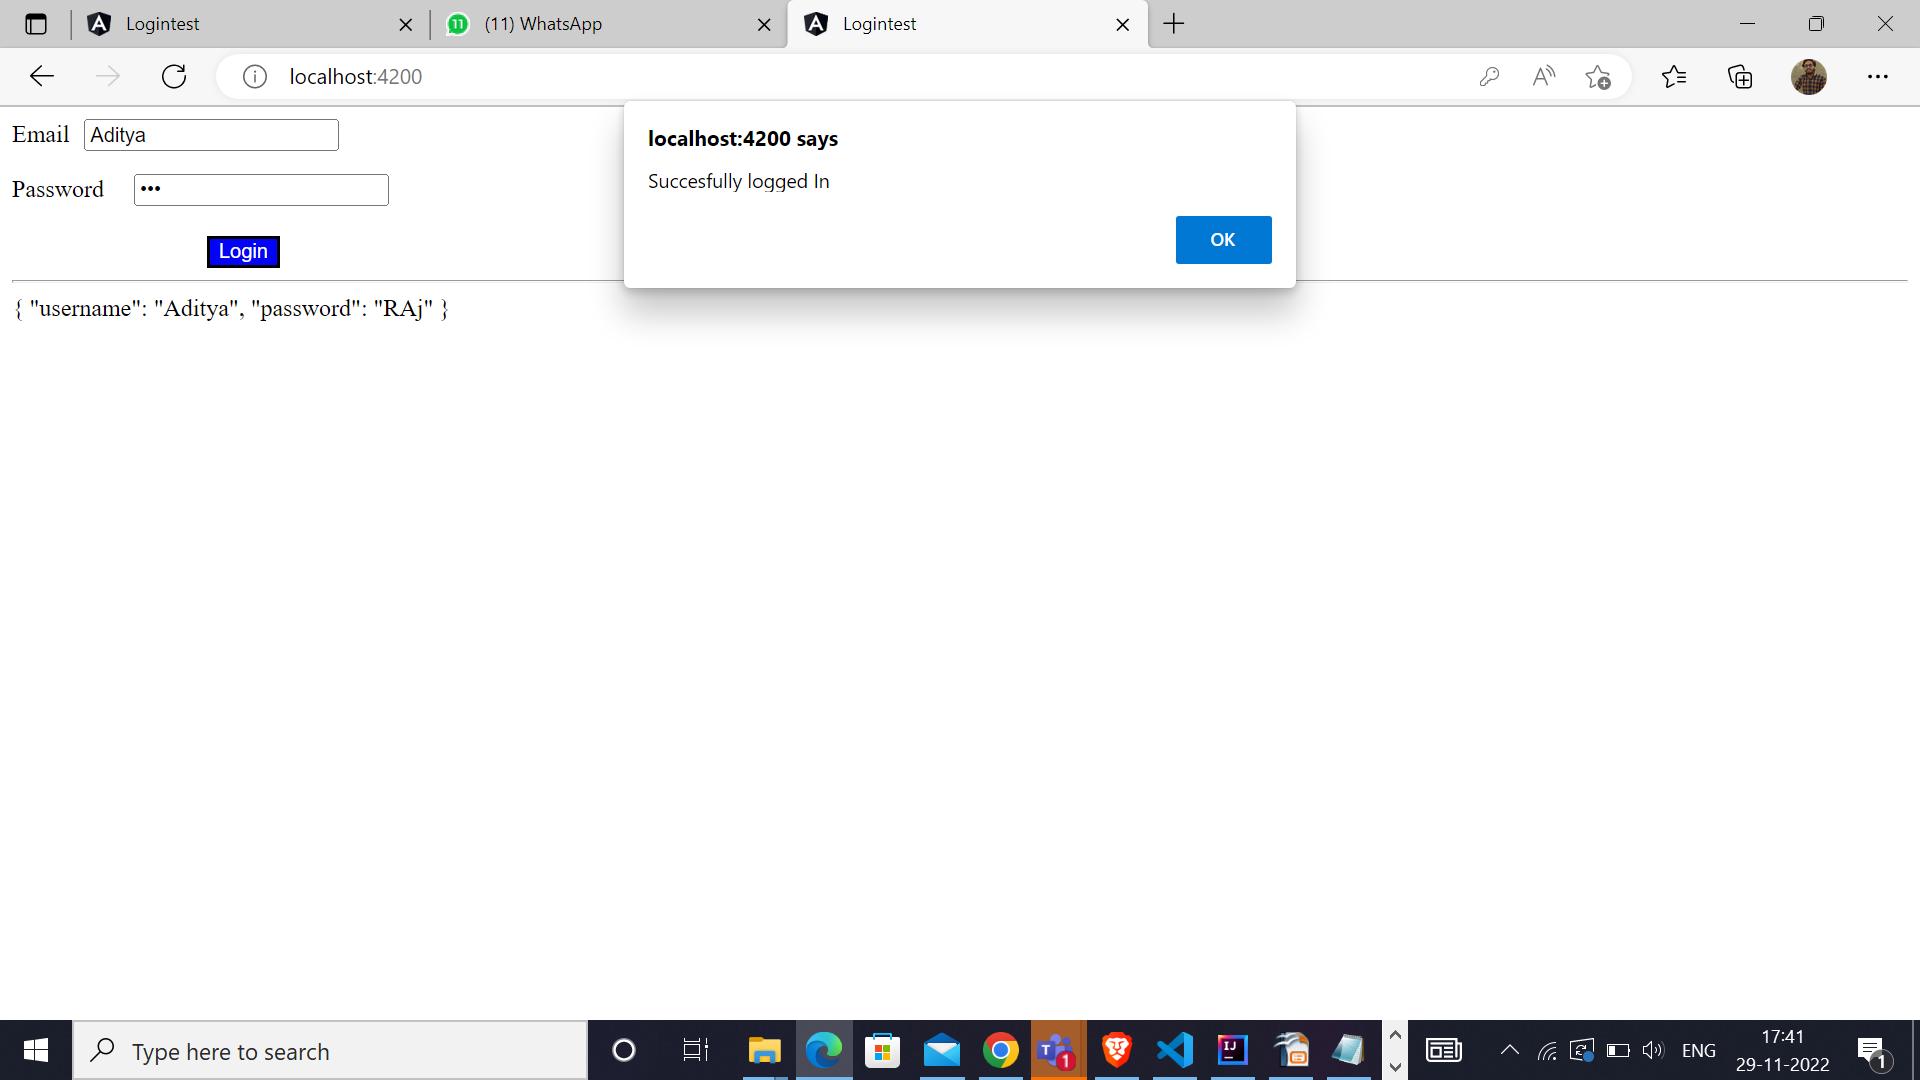 Logintest
(11) WhatsApp
Logintest
localhost:4200
Email Aditya
Password •••
Login
localhost:4200 says
Succesfully logged In
OK
{ "username": "Aditya", "password": "RAj" }
Type here to search
ENG
17:41
29-11-2022
1